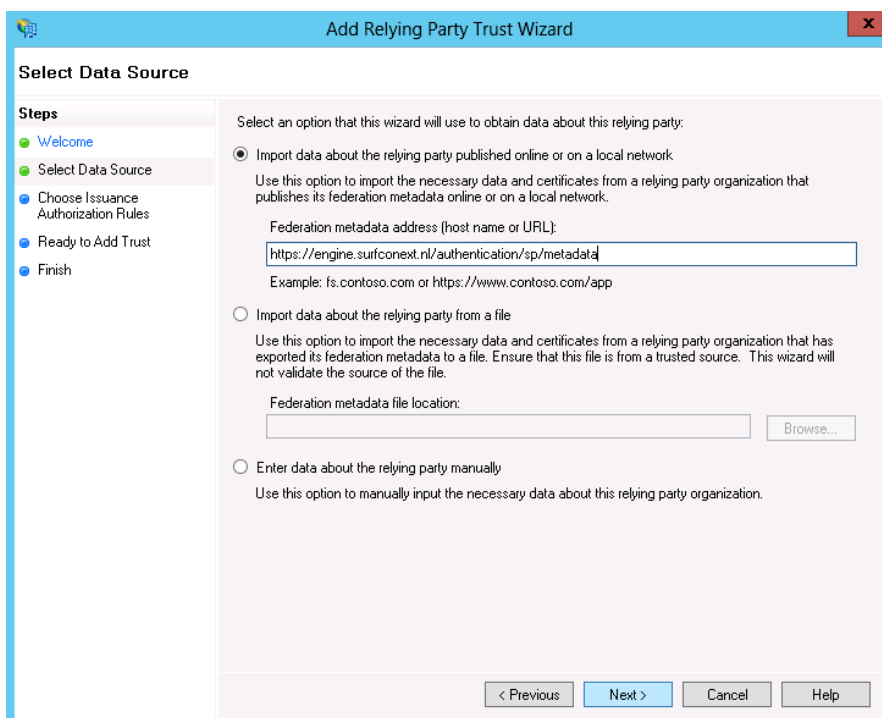 Add Relying Party Trust Wizard
x
Select Data Source
Steps
Welcome
Select Data Source
Choose Issuance
Authorization Rules
Ready to Add Trust
Finish
Select an option that this wizard will use to obtain data about this relying party:
Import data about the relying party published online or on a local network
Use this option to import the necessary data and certificates from a relying party organization that
publishes its federation metadata online or on a local network.
Federation metadata address (host name or URL):
https://engine.surfconext.nl/authentication/sp/metadata
Example: fs.contoso.com or https://www.contoso.com/app
Import data about the relying party from a file
Use this option to import the necessary data and certificates from a relying party organization that has
exported its federation metadata to a file. Ensure that this file is from a trusted source. This wizard will
not validate the source of the file.
Federation metadata file location:
Browse...
Enter data about the relying party manually
Use this option to manually input the necessary data about this relying party organization.
< Previous
Next >
Cancel
Help